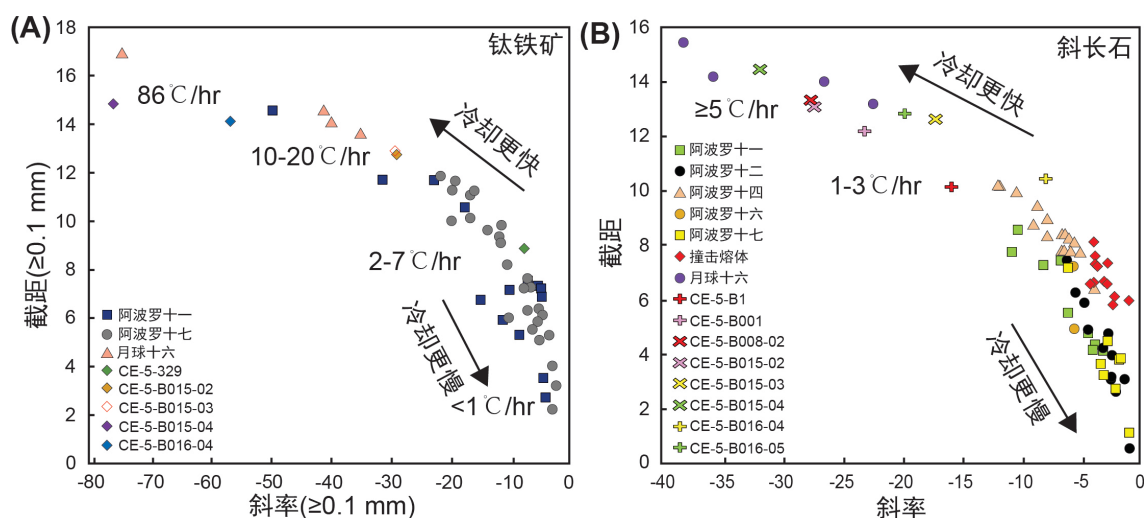 (A)
钛铁矿
18
16
14
12
10
8
6
4
2
0
截距(≥0.1 mm)
86℃/hr
10-20℃/hr
2-7℃/hr
<1℃/hr
冷却更快
冷却更慢
阿波罗十一
阿波罗十七
月球十六
CE-5-329
CE-5-B015-02
CE-5-B015-03
CE-5-B015-04
CE-5-B016-04
-80 -70 -60 -50 -40 -30 -20 -10 0
斜率(≥0.1 mm)
(B)
斜长石
16
14
12
10
8
6
4
2
0
截距
≥5℃/hr
1-3℃/hr
冷却更快
冷却更慢
阿波罗十一
阿波罗十二
阿波罗十四
阿波罗十六
阿波罗十七
撞击熔体
月球十六
CE-5-B1
CE-5-B001
CE-5-B008-02
CE-5-B015-02
CE-5-B015-03
CE-5-B015-04
CE-5-B016-04
CE-5-B016-05
-40 -35 -30 -25 -20 -15 -10 -5 0
斜率